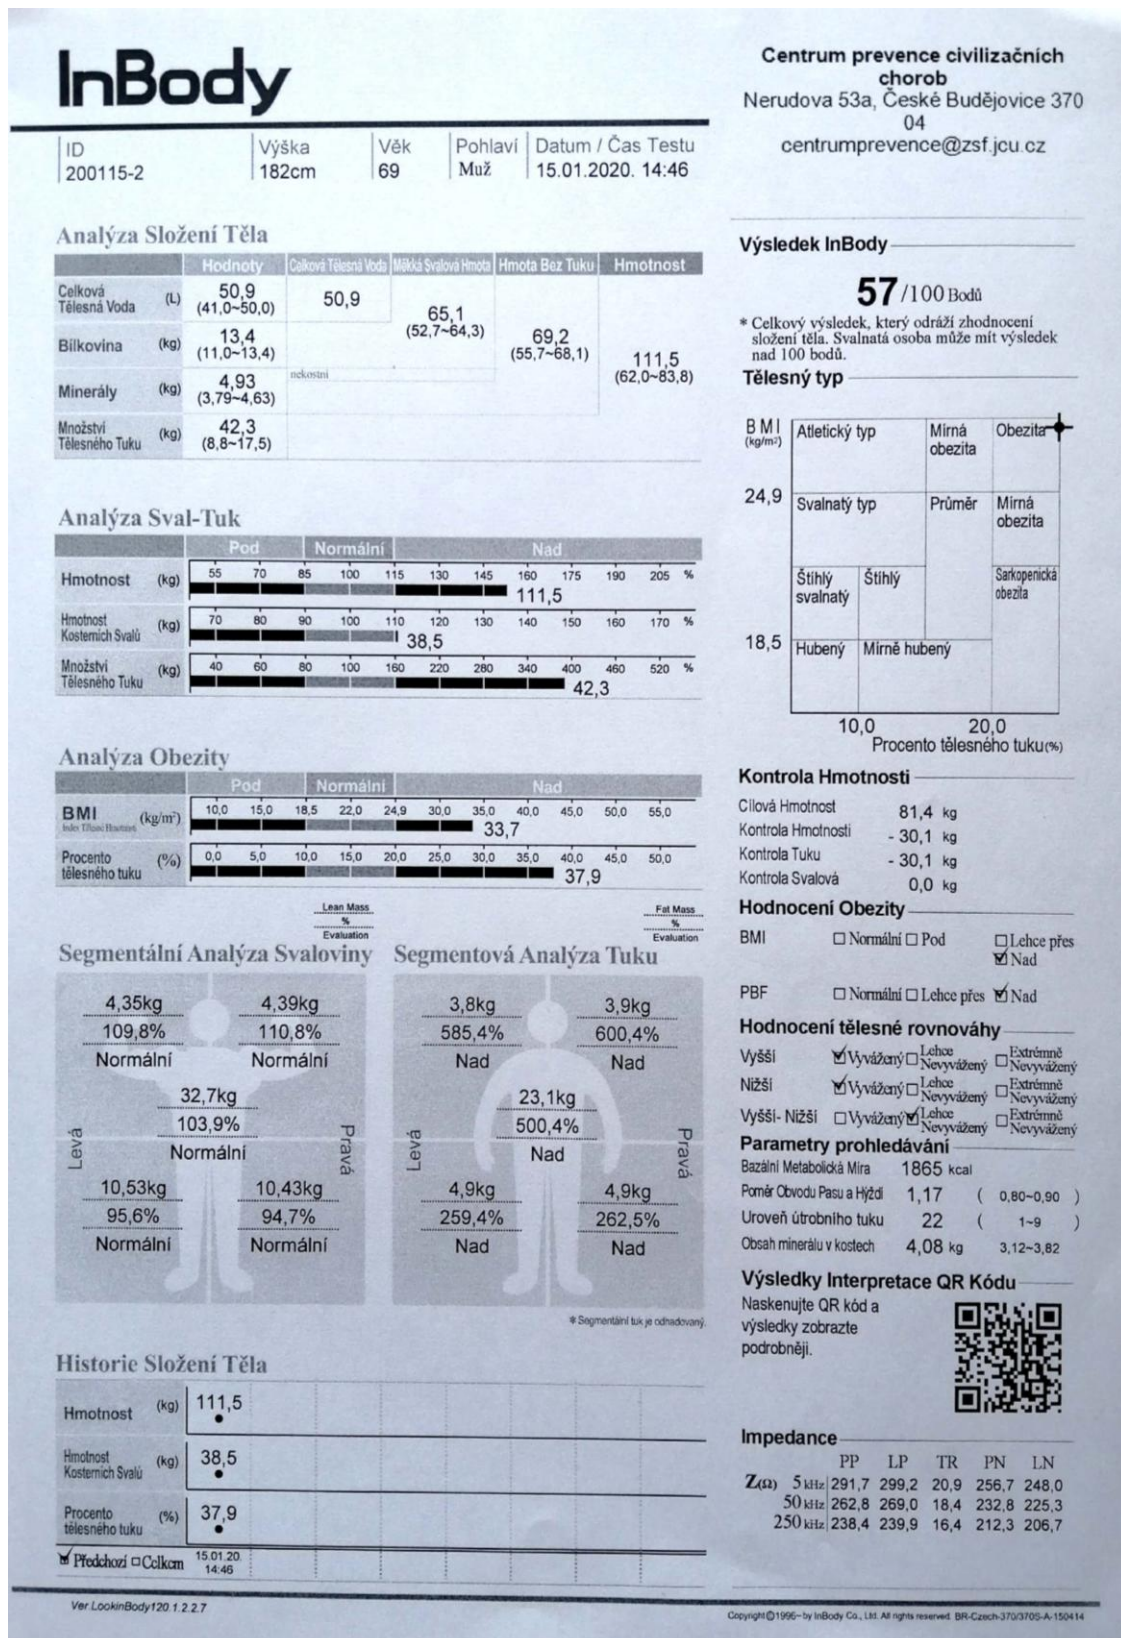 InBody
Centrum prevence civilizačních
chorob
Nerudova 53a, České Budějovice 370
04
centrumprevence@zsf.jcu.cz
ID Výška Věk Pohlaví Datum / Čas Testu
200115-2 182cm 69 Muž 15.01.2020. 14:46
Analýza Složení Těla
Hodnoty Celková Tělesná Voda Měkká Svalová Hmota Hmota Bez Tuku Hmotnost
Celková
Tělesná Voda (L) 50,9 (41,0~50,0) 50,9 65,1 (52,7~64,3) 69,2 (55,7~68,1) 111,5 (62,0~83,8)
Bílkovina (kg) 13,4 (11,0~13,4)
Minerály (kg) 4,93 (3,79~4,63) nekostní
Množství
Tělesného Tuku (kg) 42,3 (8,8~17,5)
Analýza Sval-Tuk
Pod Normální Nad
Hmotnost (kg) 55 70 85 100 115 130 145 160 175 190 205 %
111,5
Hmotnost
Kosterních Svalů (kg) 70 80 90 100 110 120 130 140 150 160 170 %
38,5
Množství
Tělesného Tuku (kg) 40 60 80 100 160 220 280 340 400 460 520 %
42,3
Analýza Obezity
Pod Normální Nad
BMI (kg/m²) 10,0 15,0 18,5 22,0 24,9 30,0 35,0 40,0 45,0 50,0 55,0
33,7
Procento
tělesného tuku (%) 0,0 5,0 10,0 15,0 20,0 25,0 30,0 35,0 40,0 45,0 50,0
37,9
Lean Mass
%
Evaluation
Segmentální Analýza Svaloviny
4,35kg 4,39kg
109,8% 110,8%
Normální Normální
32,7kg
103,9%
Normální
Levá Pravá
10,53kg 10,43kg
95,6% 94,7%
Normální Normální
Fat Mass
%
Evaluation
Segmentová Analýza Tuku
3,8kg 3,9kg
585,4% 600,4%
Nad Nad
23,1kg
500,4%
Nad
Levá Pravá
4,9kg 4,9kg
259,4% 262,5%
Nad Nad
* Segmentální tuk je odhadovaný.
Historie Složení Těla
Hmotnost (kg) 111,5
Hmotnost
Kosterních Svalů (kg) 38,5
Procento
tělesného tuku (%) 37,9
Předchozí Celkem 15.01.20.
14:46
Ver.LookinBody120.1.2.2.7
Výsledek InBody
57/100 Bodů
* Celkový výsledek, který odráží zhodnocení
složení těla. Svalnatá osoba může mít výsledek
nad 100 bodů.
Tělesný typ
BMI
(kg/m²)
Atletický typ Mírná
obezita Obezita
24,9 Svalnatý typ Průměr Mírná
obezita
Štíhlý
svalnatý Štíhlý Sarkopenická
obezita
18,5 Hubený Mírně hubený
10,0 20,0
Procento tělesného tuku(%)
Kontrola Hmotnosti
Cílová Hmotnost 81,4 kg
Kontrola Hmotnosti - 30,1 kg
Kontrola Tuku - 30,1 kg
Kontrola Svalová 0,0 kg
Hodnocení Obezity
BMI Normální Pod Lehce přes
Nad
PBF Normální Lehce přes Nad
Hodnocení tělesné rovnováhy
Vyšší Vyvážený Lehce
Nevyvážený Extrémně
Nevyvážený
Nižší Vyvážený Lehce
Nevyvážený Extrémně
Nevyvážený
Vyšší- Nižší Vyvážený Lehce
Nevyvážený Extrémně
Nevyvážený
Parametry prohledávání
Bazální Metabolická Míra 1865 kcal
Poměr Obvodu Pasu a Hýždí 1,17 ( 0,80~0,90 )
Úroveň útrobního tuku 22 ( 1~9 )
Obsah minerálu v kostech 4,08 kg 3,12~3,82
Výsledky Interpretace QR Kódu
Naskenujte QR kód a
výsledky zobrazte
podrobněji.
Impedance
PP LP TR PN LN
Z(Ω) 5 kHz 291,7 299,2 20,9 256,7 248,0
50 kHz 262,8 269,0 18,4 232,8 225,3
250 kHz 238,4 239,9 16,4 212,3 206,7
Copyright©1996~ by InBody Co., Ltd. All rights reserved. BR-Czech-370/370S-A-150414